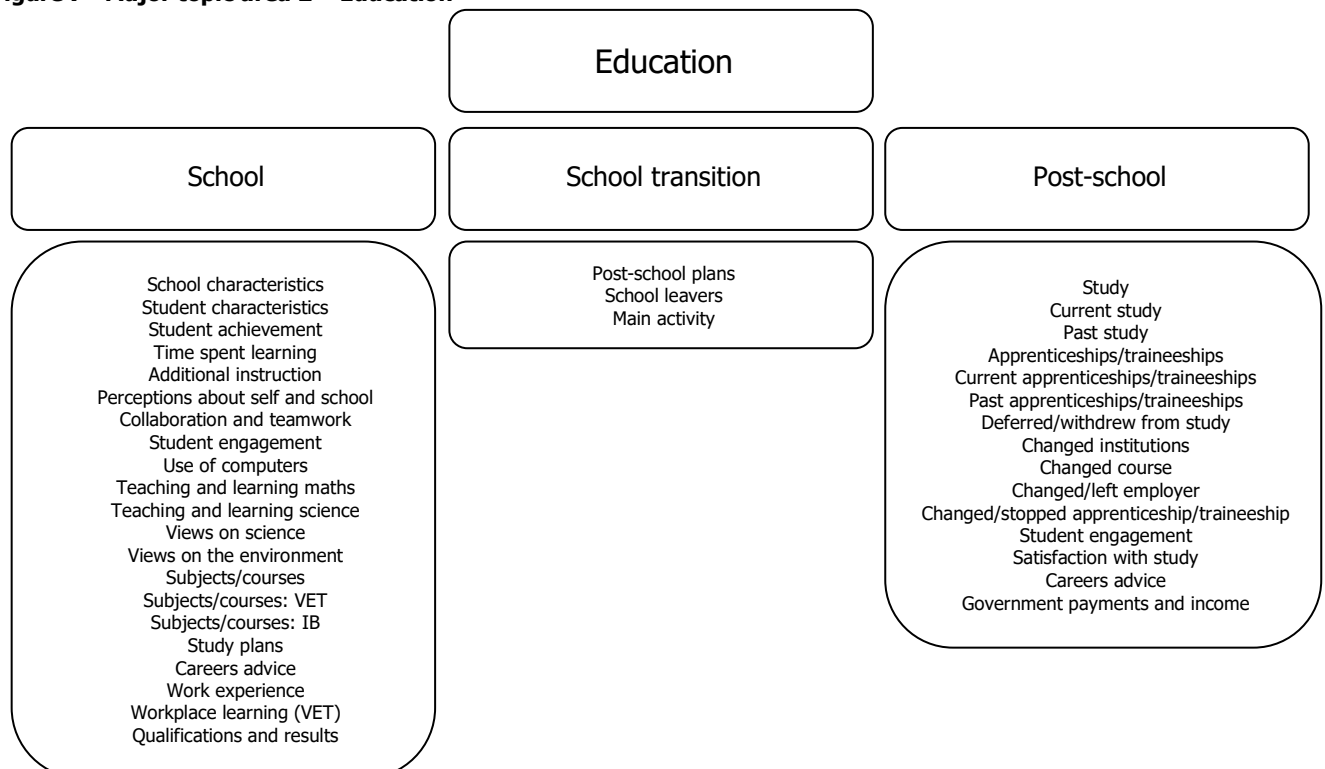 Education
School
School transition
Post-school
School characteristics
Student characteristics
Student achievement
Time spent learning
Additional instruction
Perceptions about self and school
Collaboration and teamwork
Student engagement
Use of computers
Teaching and learning maths
Teaching and learning science
Views on science
Views on the environment
Subjects/courses
Subjects/courses: VET
Subjects/courses: IB
Study plans
Careers advice
Work experience
Workplace learning (VET)
Qualifications and results
Post-school plans
School leavers
Main activity
Study
Current study
Past study
Apprenticeships/traineeships
Current apprenticeships/traineeships
Past apprenticeships/traineeships
Deferred/withdrew from study
Changed institutions
Changed course
Changed/left employer
Changed/stopped apprenticeship/traineeship
Student engagement
Satisfaction with study
Careers advice
Government payments and income